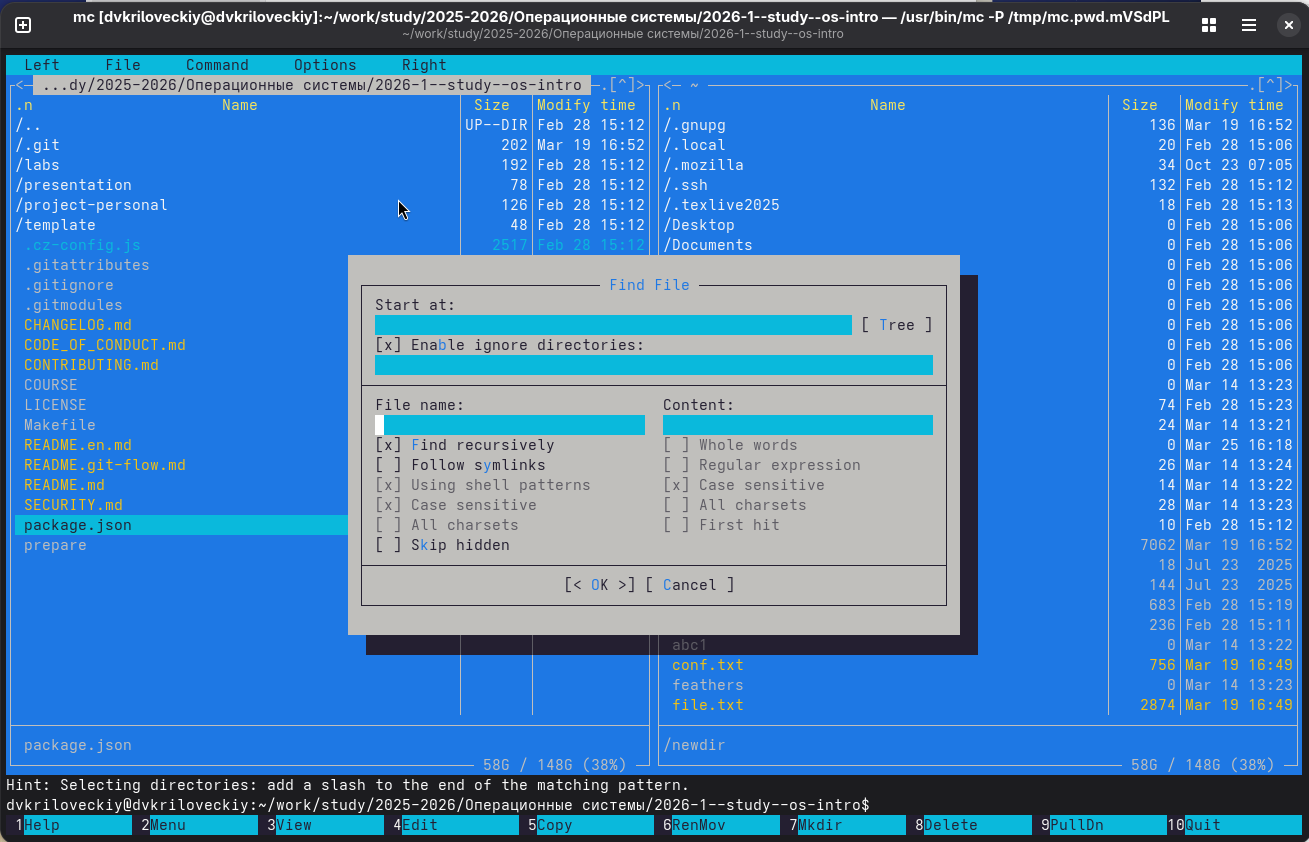 mc [dvkriloveckiy@dvkriloveckiy]:~/work/study/2025-2026/Операционные системы/2026-1--study--os-intro — /usr/bin/mc -P /tmp/mc.pwd.mVSdPL
~/work/study/2025-2026/Операционные системы/2026-1--study--os-intro
Left File Command Options Right
<─ ...dy/2025-2026/Операционные системы/2026-1--study--os-intro ─.[^]> <─ ~ ─.[^]>
.n Name Size Modify time .n Name Size Modify time
/.. UP--DIR Feb 28 15:12 /.gnupg 136 Mar 19 16:52
/.git 202 Mar 19 16:52 /.local 20 Feb 28 15:06
/labs 192 Feb 28 15:12 /.mozilla 34 Oct 23 07:05
/presentation 78 Feb 28 15:12 /.ssh 132 Feb 28 15:12
/project-personal 126 Feb 28 15:12 /.texlive2025 18 Feb 28 15:13
/template 48 Feb 28 15:12 /Desktop 0 Feb 28 15:06
.cz-config.js 2517 Feb 28 15:12 /Documents 0 Feb 28 15:06
.gitattributes 0 Feb 28 15:06
.gitignore Find File 0 Feb 28 15:06
.gitmodules Start at: 0 Feb 28 15:06
CHANGELOG.md [ Tree ] 0 Feb 28 15:06
CODE_OF_CONDUCT.md [x] Enable ignore directories: 0 Feb 28 15:06
CONTRIBUTING.md 0 Feb 28 15:06
COURSE 0 Mar 14 13:23
LICENSE File name: Content: 74 Feb 28 15:23
Makefile 24 Mar 14 13:21
README.en.md [x] Find recursively [ ] Whole words 0 Mar 25 16:18
README.git-flow.md [ ] Follow symlinks [ ] Regular expression 26 Mar 14 13:24
README.md [x] Using shell patterns [x] Case sensitive 14 Mar 14 13:22
SECURITY.md [x] Case sensitive [ ] All charsets 28 Mar 14 13:23
package.json [ ] All charsets [ ] First hit 10 Feb 28 15:12
prepare [ ] Skip hidden 7062 Mar 19 16:52
18 Jul 23 2025
[< OK >] [ Cancel ] 144 Jul 23 2025
683 Feb 28 15:19
236 Feb 28 15:11
abc1 0 Mar 14 13:22
conf.txt 756 Mar 19 16:49
feathers 0 Mar 14 13:23
file.txt 2874 Mar 19 16:49
package.json /newdir
58G / 148G (38%) 58G / 148G (38%)
Hint: Selecting directories: add a slash to the end of the matching pattern.
dvkriloveckiy@dvkriloveckiy:~/work/study/2025-2026/Операционные системы/2026-1--study--os-intro$
1Help 2Menu 3View 4Edit 5Copy 6RenMov 7Mkdir 8Delete 9PullDn 10Quit